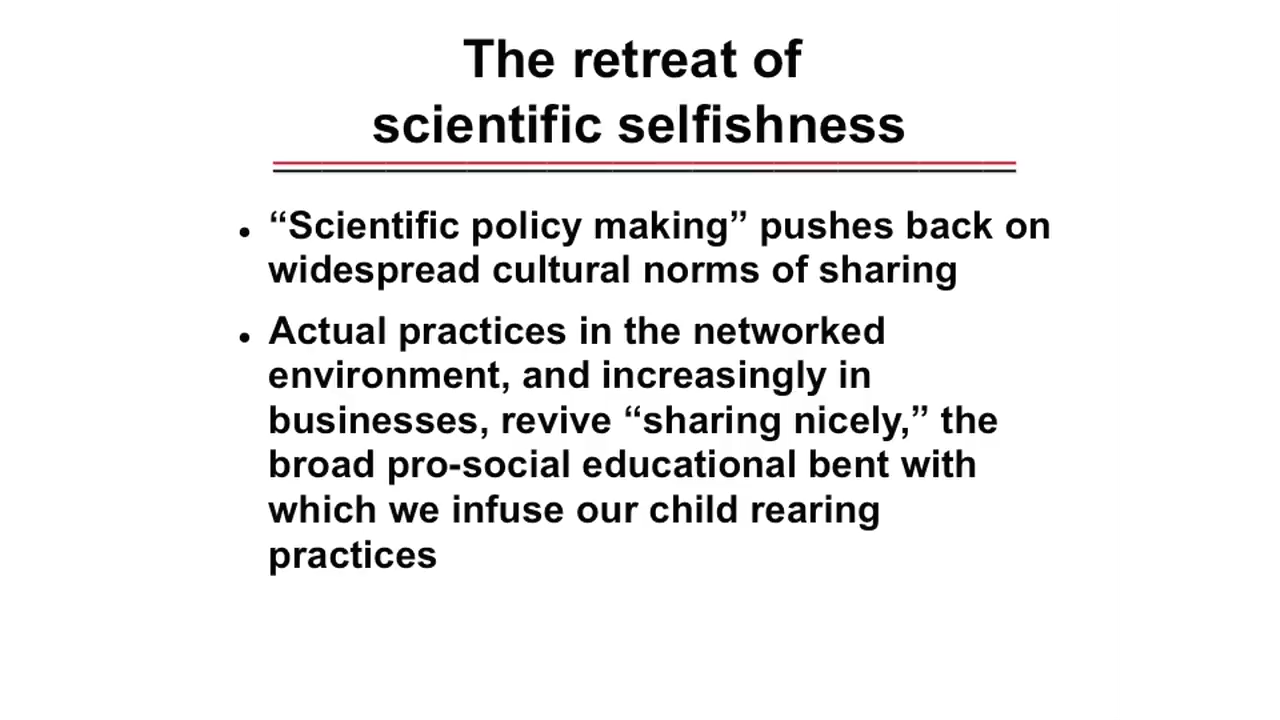 The retreat of
scientific selfishness
• “Scientific policy making” pushes back on
widespread cultural norms of sharing
• Actual practices in the networked
environment, and increasingly in
businesses, revive “sharing nicely,” the
broad pro-social educational bent with
which we infuse our child rearing
practices